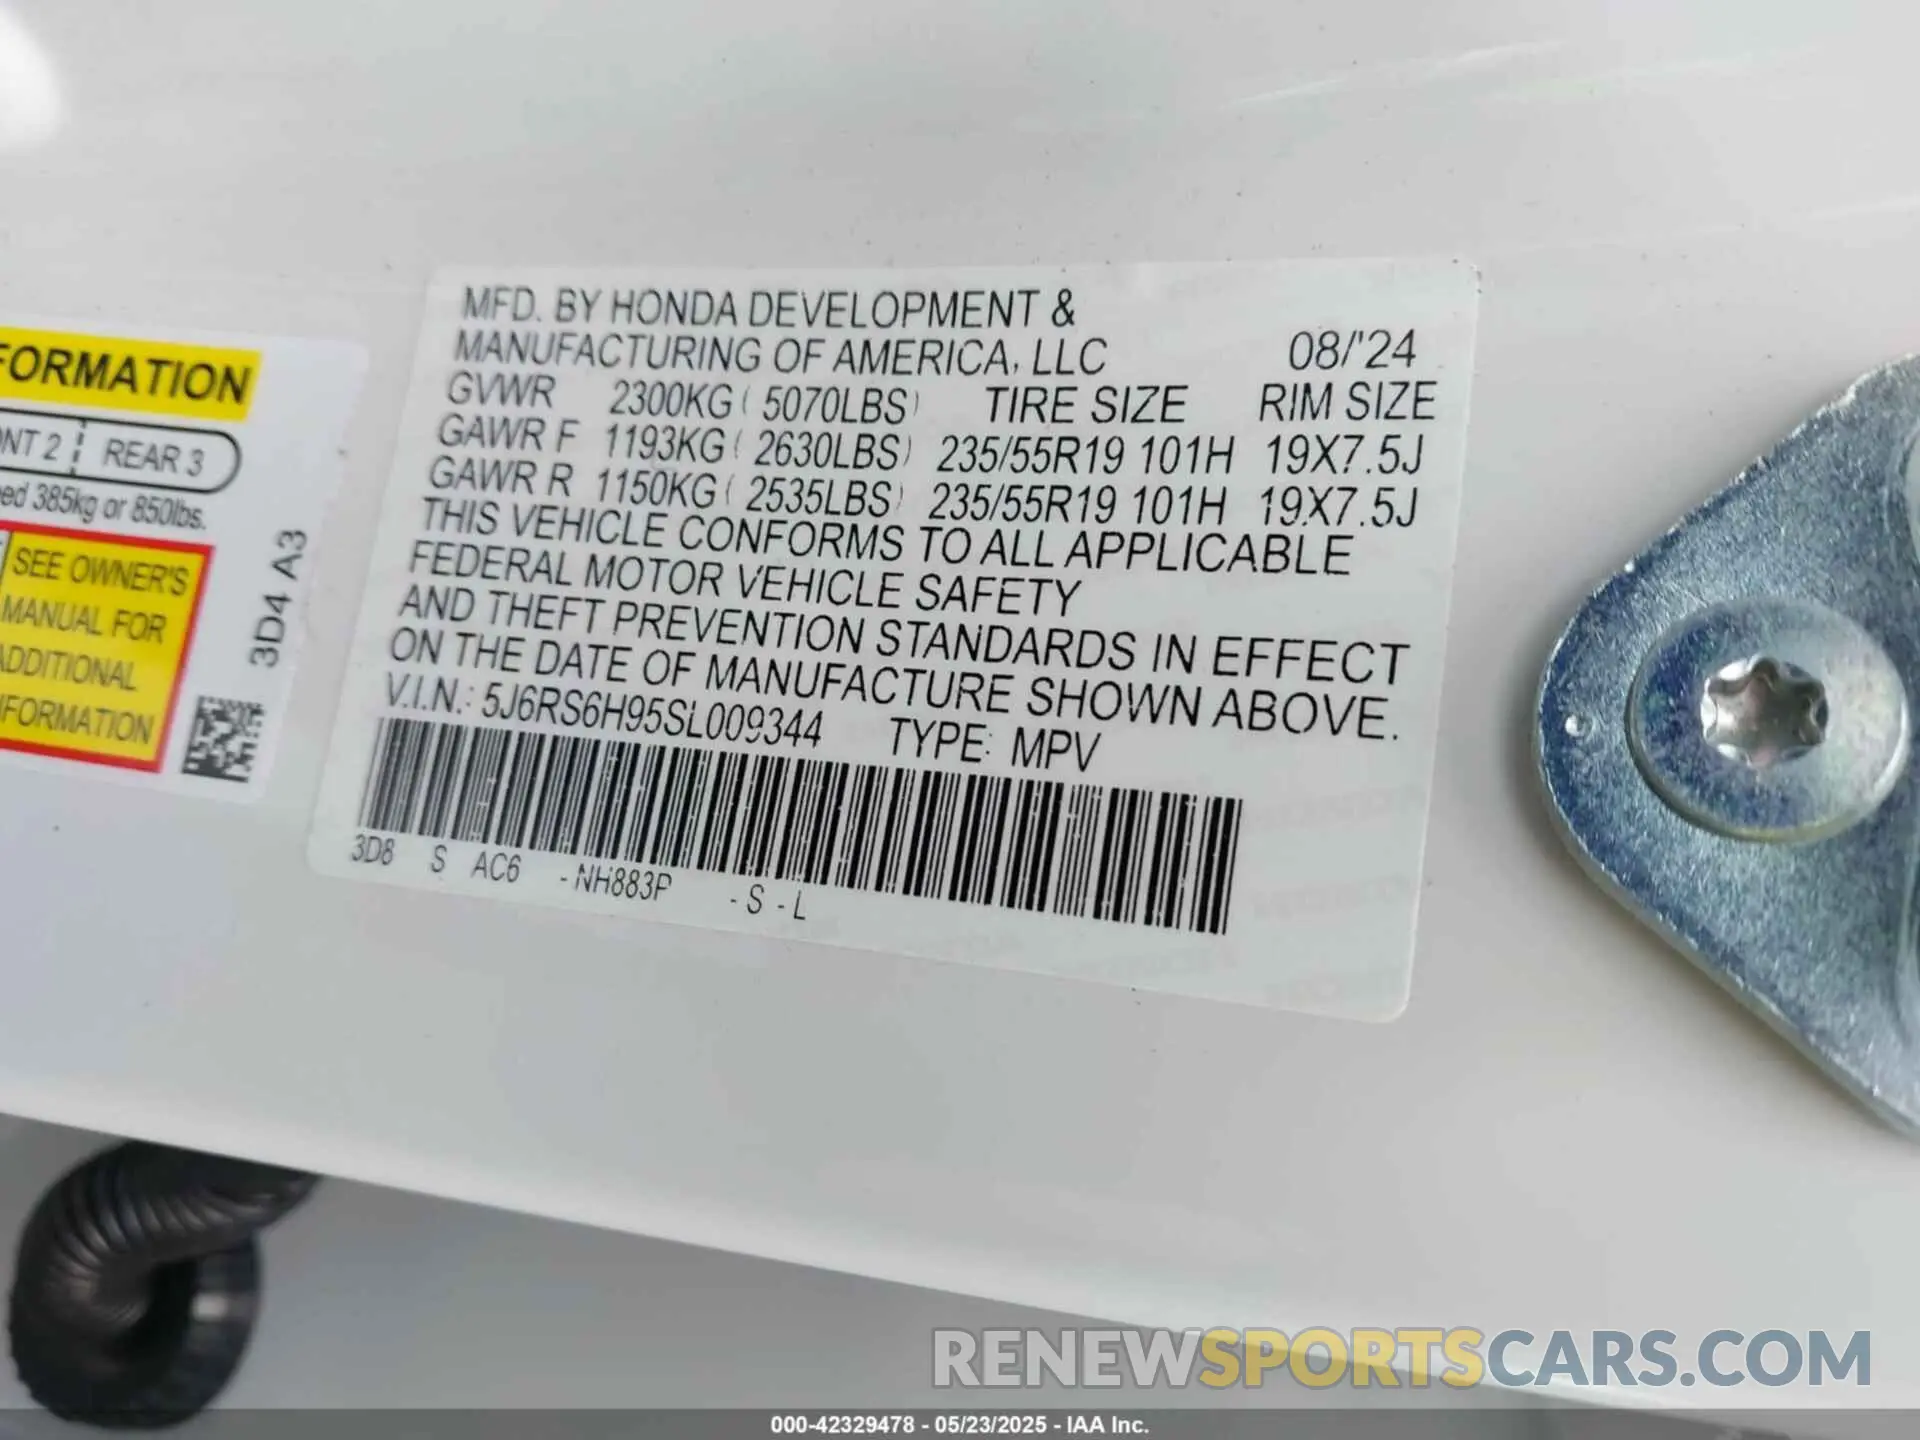 FORMATION
NT 2 REAR 3
ed 385kg or 850lbs.
SEE OWNER'S
MANUAL FOR
ADDITIONAL
NFORMATION
3D4 A3
MFD. BY HONDA DEVELOPMENT &
MANUFACTURING OF AMERICA, LLC 08/'24
GVWR 2300KG ( 5070LBS) TIRE SIZE RIM SIZE
GAWR F 1193KG ( 2630LBS) 235/55R19 101H 19X7.5J
GAWR R 1150KG ( 2535LBS) 235/55R19 101H 19X7.5J
THIS VEHICLE CONFORMS TO ALL APPLICABLE
FEDERAL MOTOR VEHICLE SAFETY
AND THEFT PREVENTION STANDARDS IN EFFECT
ON THE DATE OF MANUFACTURE SHOWN ABOVE.
V.I.N.: 5J6RS6H95SL009344 TYPE: MPV
3D8 S AC6 -NH883P -S-L
RENEWSPORTSCARS.COM
000-42329478 - 05/23/2025 - IAA Inc.